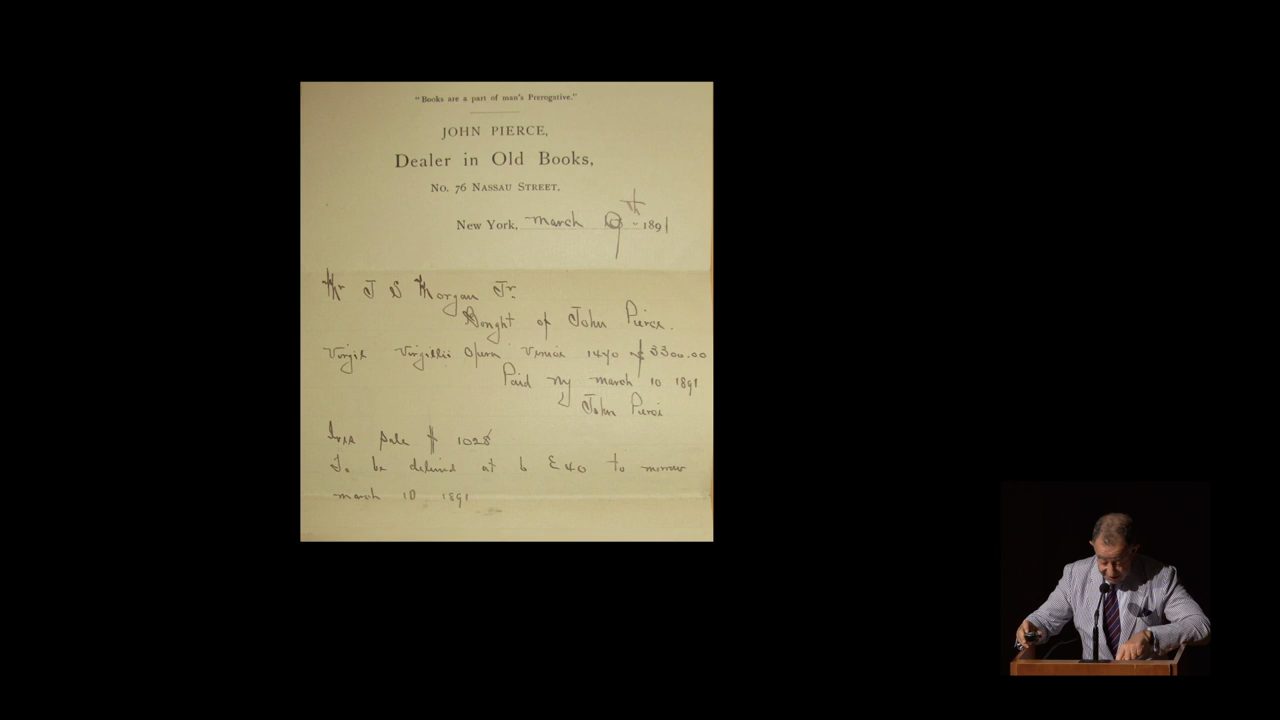 "Books are a part of man's Prerogative."
JOHN PIERCE,
Dealer in Old Books,
No. 76 NASSAU STREET,
New York, March 9th 1891
Mr J S Morgan Jr.
Bought of John Pierce.
Virgil Virgilii Opera Venice 1470 $3300.00
Paid Ny march 10 1891
John Pierce
Ives Sale # 1028
To be delivered at 6 E 40 to morrow
march 10 1891